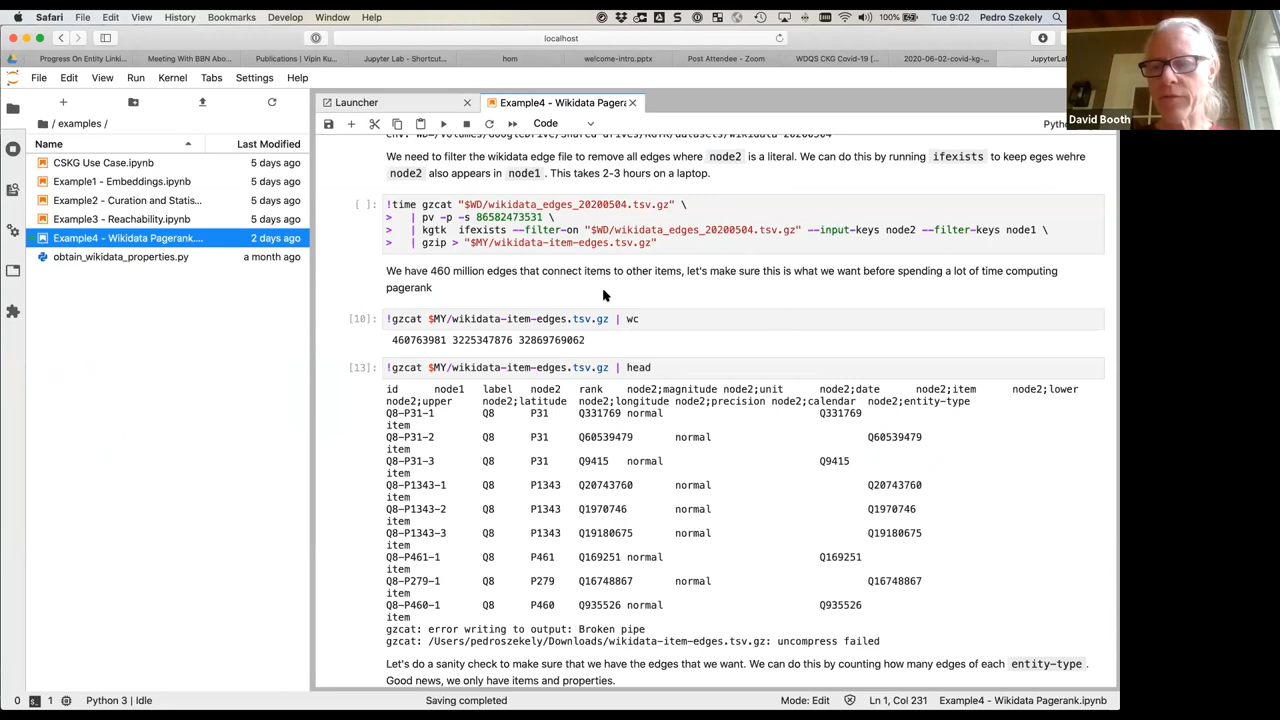 Safari File Edit View History Bookmarks Develop Window Help 100% Tue 9:02 Pedro Szekely
localhost
Progress On Entity Linki... Meeting With BBN Abo... Publications | Vipin Ku... Jupyter Lab - Shortcut... hom welcome-intro.pptx Post Attendee - Zoom WDQS CKG Covid-19 | ... 2020-06-02-covid-kg-... JupyterLab
File Edit View Run Kernel Tabs Settings Help
Launcher Example4 - Wikidata Pagerar
/ examples / Code Pytho
Name Last Modified
CSKG Use Case.ipynb 5 days ago
Example1 - Embeddings.ipynb 5 days ago
Example2 - Curation and Statis... 5 days ago
Example3 - Reachability.ipynb 5 days ago
Example4 - Wikidata Pagerank.... 2 days ago
obtain_wikidata_properties.py a month ago
David Booth
We need to filter the wikidata edge file to remove all edges where node2 is a literal. We can do this by running ifexists to keep eges wehre
node2 also appears in node1. This takes 2-3 hours on a laptop.
[ ]: !time gzcat "$WD/wikidata_edges_20200504.tsv.gz" \
> | pv -p -s 86582473531 \
> | kgtk ifexists --filter-on "$WD/wikidata_edges_20200504.tsv.gz" --input-keys node2 --filter-keys node1 \
> | gzip > "$MY/wikidata-item-edges.tsv.gz"
We have 460 million edges that connect items to other items, let's make sure this is what we want before spending a lot of time computing
pagerank
[10]: !gzcat $MY/wikidata-item-edges.tsv.gz | wc
460763981 3225347876 32869769062
[13]: !gzcat $MY/wikidata-item-edges.tsv.gz | head
id node1 label node2 rank node2;magnitude node2;unit node2;date node2;item node2;lower
node2;upper node2;latitude node2;longitude node2;precision node2;calendar node2;entity-type
Q8-P31-1 Q8 P31 Q331769 normal Q331769
item
Q8-P31-2 Q8 P31 Q60539479 normal Q60539479
item
Q8-P31-3 Q8 P31 Q9415 normal Q9415
item
Q8-P1343-1 Q8 P1343 Q20743760 normal Q20743760
item
Q8-P1343-2 Q8 P1343 Q1970746 normal Q1970746
item
Q8-P1343-3 Q8 P1343 Q19180675 normal Q19180675
item
Q8-P461-1 Q8 P461 Q169251 normal Q169251
item
Q8-P279-1 Q8 P279 Q16748867 normal Q16748867
item
Q8-P460-1 Q8 P460 Q935526 normal Q935526
item
gzcat: error writing to output: Broken pipe
gzcat: /Users/pedroszekely/Downloads/wikidata-item-edges.tsv.gz: uncompress failed
Let's do a sanity check to make sure that we have the edges that we want. We can do this by counting how many edges of each entity-type.
Good news, we only have items and properties.
0 1 Python 3 | Idle Saving completed Mode: Edit Ln 1, Col 231 Example4 - Wikidata Pagerank.ipynb